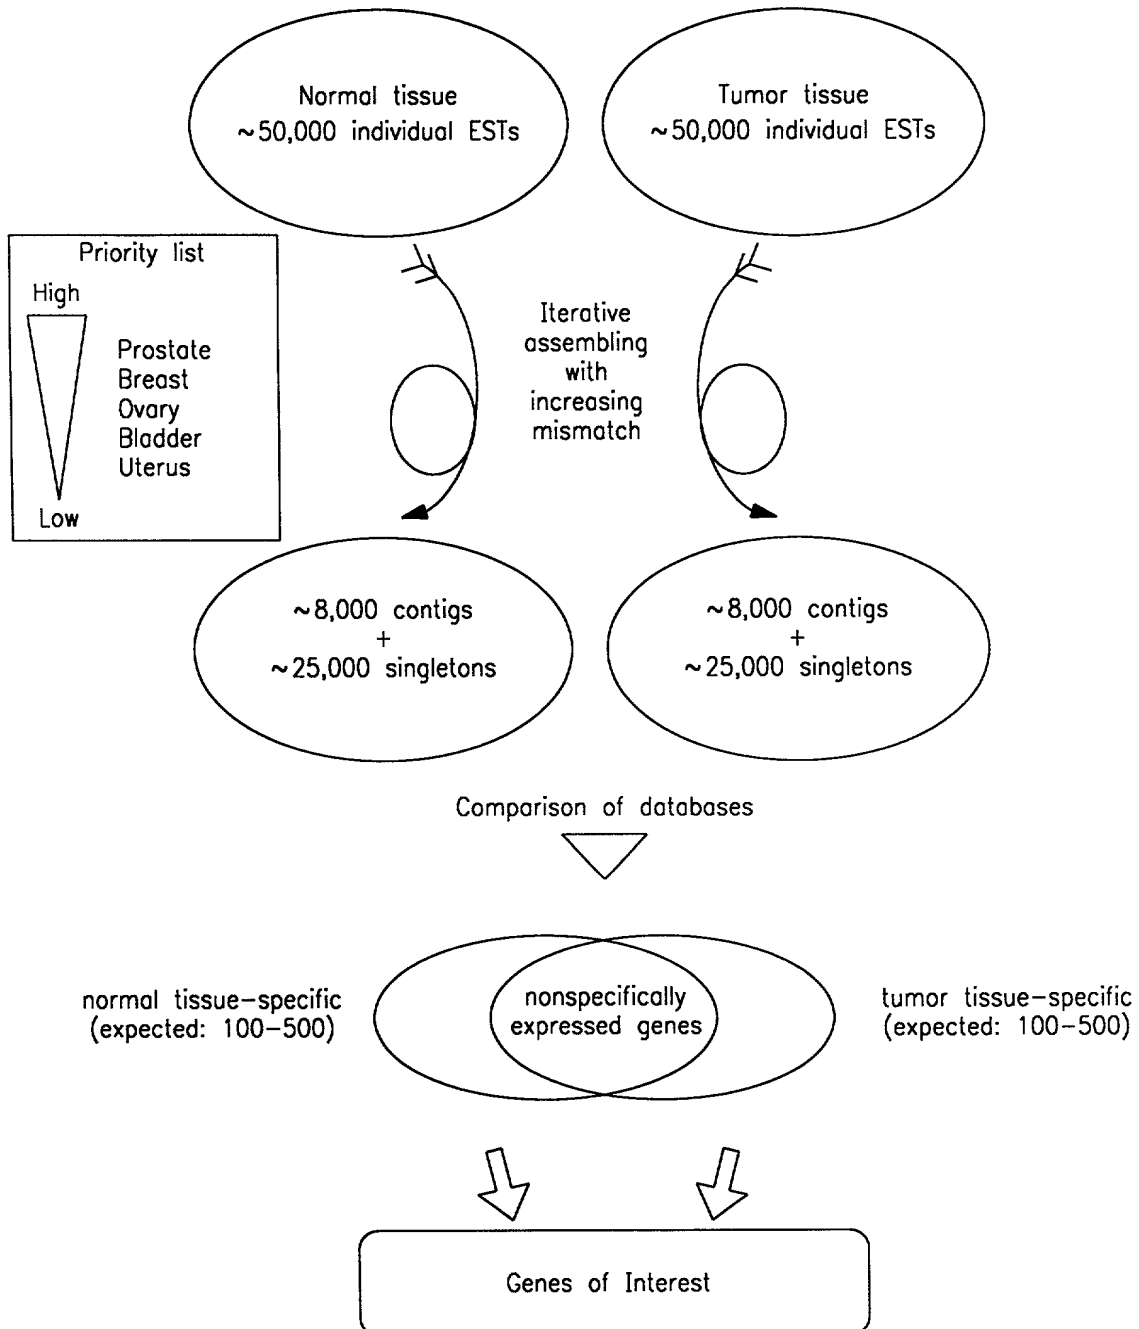 Normal tissue
~50,000 individual ESTs
Tumor tissue
~50,000 individual ESTs
Priority list
High
Prostate
Breast
Ovary
Bladder
Uterus
Low
Iterative
assembling
with
increasing
mismatch
~8,000 contigs
+
~25,000 singletons
~8,000 contigs
+
~25,000 singletons
Comparison of databases
normal tissue-specific
(expected: 100-500)
nonspecifically
expressed genes
tumor tissue-specific
(expected: 100-500)
Genes of Interest